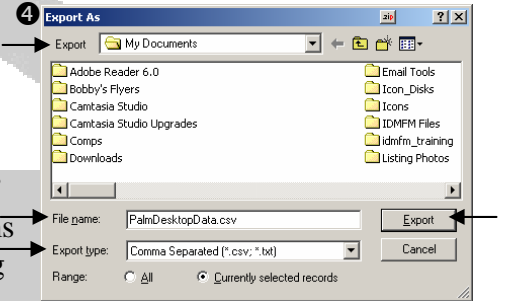 4 Export As zip ? X
Export My Documents
Adobe Reader 6.0 Email Tools
Bobby's Flyers Icon_Disks
Camtasia Studio Icons
Camtasia Studio Upgrades IDMFM Files
Comps idmfm_training
Downloads Listing Photos
File name: PalmDesktopData.csv Export
Export type: Comma Separated (*.csv; *.txt) Cancel
Range: All Currently selected records